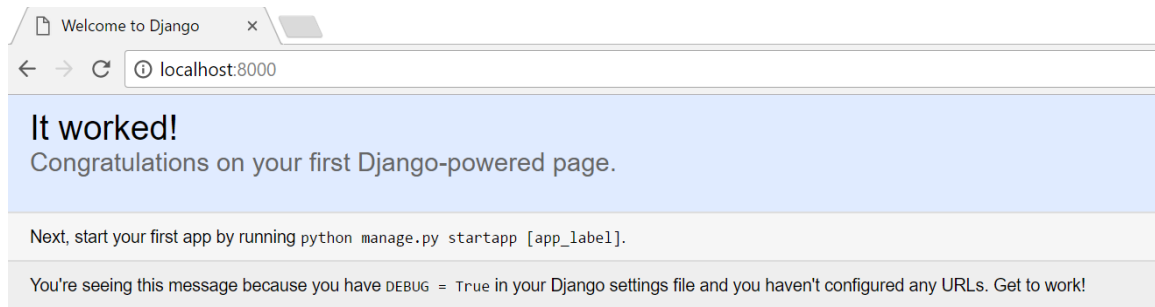 Welcome to Django
localhost:8000
It worked!
Congratulations on your first Django-powered page.
Next, start your first app by running python manage.py startapp [app_label].
You're seeing this message because you have DEBUG = True in your Django settings file and you haven't configured any URLs. Get to work!